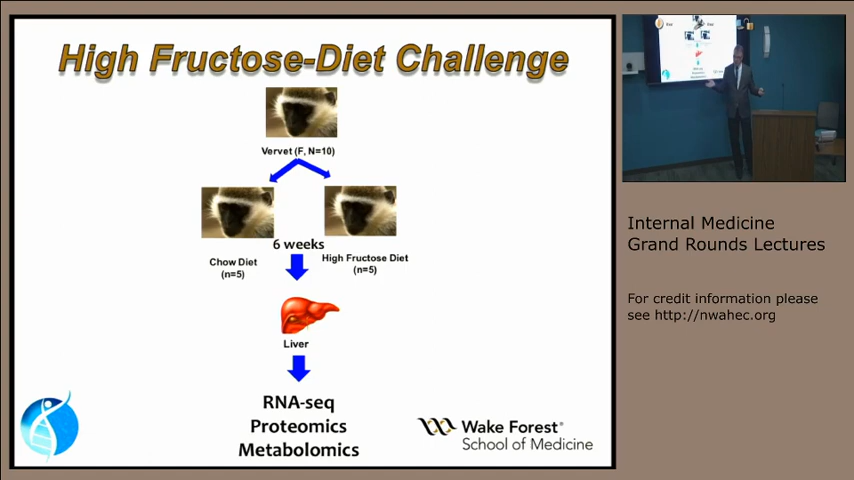 High Fructose-Diet Challenge
Vervet (F, N=10)
6 weeks
Chow Diet
(n=5)
High Fructose Diet
(n=5)
Liver
RNA-seq
Proteomics
Metabolomics
Wake Forest®
School of Medicine
Internal Medicine
Grand Rounds Lectures
For credit information please
see http://nwahec.org